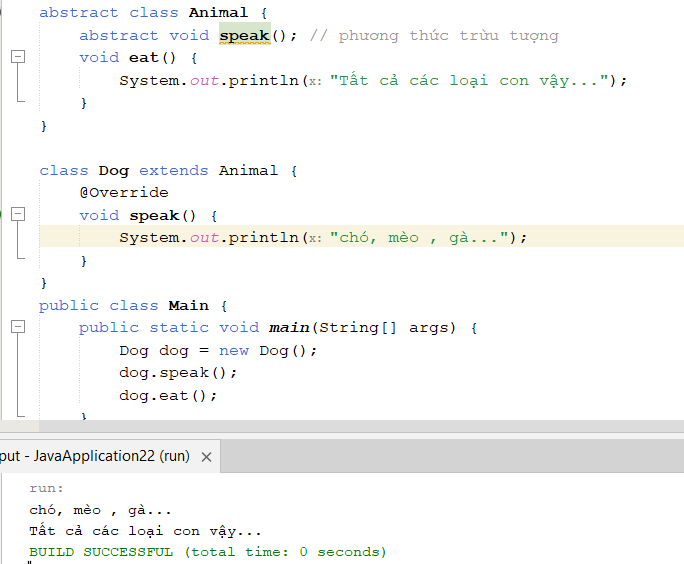 abstract class Animal {
abstract void speak(); // phương thức trừu tượng
void eat() {
System.out.println(x: "Tất cả các loại con vậy...");
}
}
class Dog extends Animal {
@Override
void speak() {
System.out.println(x: "chó, mèo , gà...");
}
}
public class Main {
public static void main(String[] args) {
Dog dog = new Dog();
dog.speak();
dog.eat();
}
put - JavaApplication22 (run) ×
run:
chó, mèo , gà...
Tất cả các loại con vậy...
BUILD SUCCESSFUL (total time: 0 seconds)